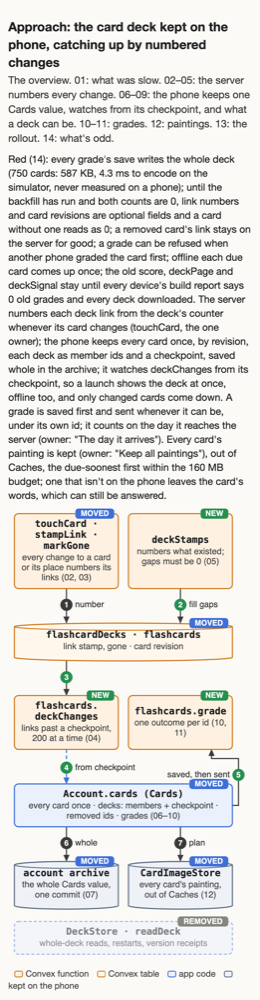 Approach: the card deck kept on the
phone, catching up by numbered
changes
The overview. 01: what was slow. 02–05: the server
numbers every change. 06–09: the phone keeps one
Cards value, watches from its checkpoint, and what
a deck can be. 10–11: grades. 12: paintings. 13: the
rollout. 14: what's odd.
Red (14): every grade's save writes the whole deck
(750 cards: 587 KB, 4.3 ms to encode on the
simulator, never measured on a phone); until the
backfill has run and both counts are 0, link numbers
and card revisions are optional fields and a card
without one reads as 0; a removed card's link stays on
the server for good; a grade can be refused when
another phone graded the card first; offline each due
card comes up once; the old score, deckPage and
deckSignal stay until every device's build report says
0 old grades and every deck downloaded. The server
numbers each deck link from the deck's counter
whenever its card changes (touchCard, the one
owner); the phone keeps every card once, by revision,
each deck as member ids and a checkpoint, saved
whole in the archive; it watches deckChanges from its
checkpoint, so a launch shows the deck at once,
offline too, and only changed cards come down. A
grade is saved first and sent whenever it can be,
under its own id; it counts on the day it reaches the
server (owner: "The day it arrives"). Every card's
painting is kept (owner: "Keep all paintings"), out of
Caches, the due-soonest first within the 160 MB
budget; one that isn't on the phone leaves the card's
words, which can still be answered.
MOVED
touchCard ·
stampLink ·
markGone
every change to a card
or its place numbers its
links (02, 03)
NEW
deckStamps
numbers what existed;
gaps must be 0 (05)
1 number
2 fill gaps
MOVED
flashcardDecks · flashcards
link stamp, gone · card revision
3
NEW
flashcards.
deckChanges
links past a checkpoint,
200 at a time (04)
NEW
flashcards.grade
one outcome per id (10,
11)
4 from checkpoint
saved, then sent 5
MOVED
Account.cards (Cards)
every card once · decks: members + checkpoint ·
removed ids · grades (06–10)
6 whole
7 plan
MOVED
account archive
the whole Cards value,
one commit (07)
MOVED
CardImageStore
every card's painting,
out of Caches (12)
REMOVED
DeckStore · readDeck
whole-deck reads, restarts, version receipts
Convex function
Convex table
app code
kept on the phone